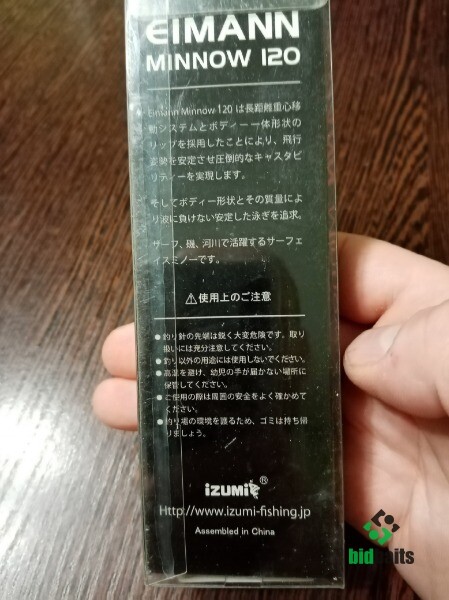 EIMANN
MINNOW 120
Eimann Minnow 120 は長距離重心移
動システムとボディー一体形状の
リップを採用したことにより、飛行
姿勢を安定させ圧倒的なキャスタビ
リティーを実現します。
そしてボディー形状とその質量によ
り波に負けない安定した泳ぎを追求。
サーフ、磯、河川で活躍するサーフェ
イスミノーです。
⚠使用上のご注意
●釣り針の先端は鋭く大変危険です、取り
扱いには充分注意してください。
●釣り以外の用途には使用しないでください。
●高温を避け、幼児の手が届かない場所に
保管してください。
●ご使用の際は周囲の安全をよく確かめて
ください。
●釣り場の環境を護るため、ゴミは持ち帰
りましょう。
iZUMi®
Http://www.izumi-fishing.jp
Assembled in China